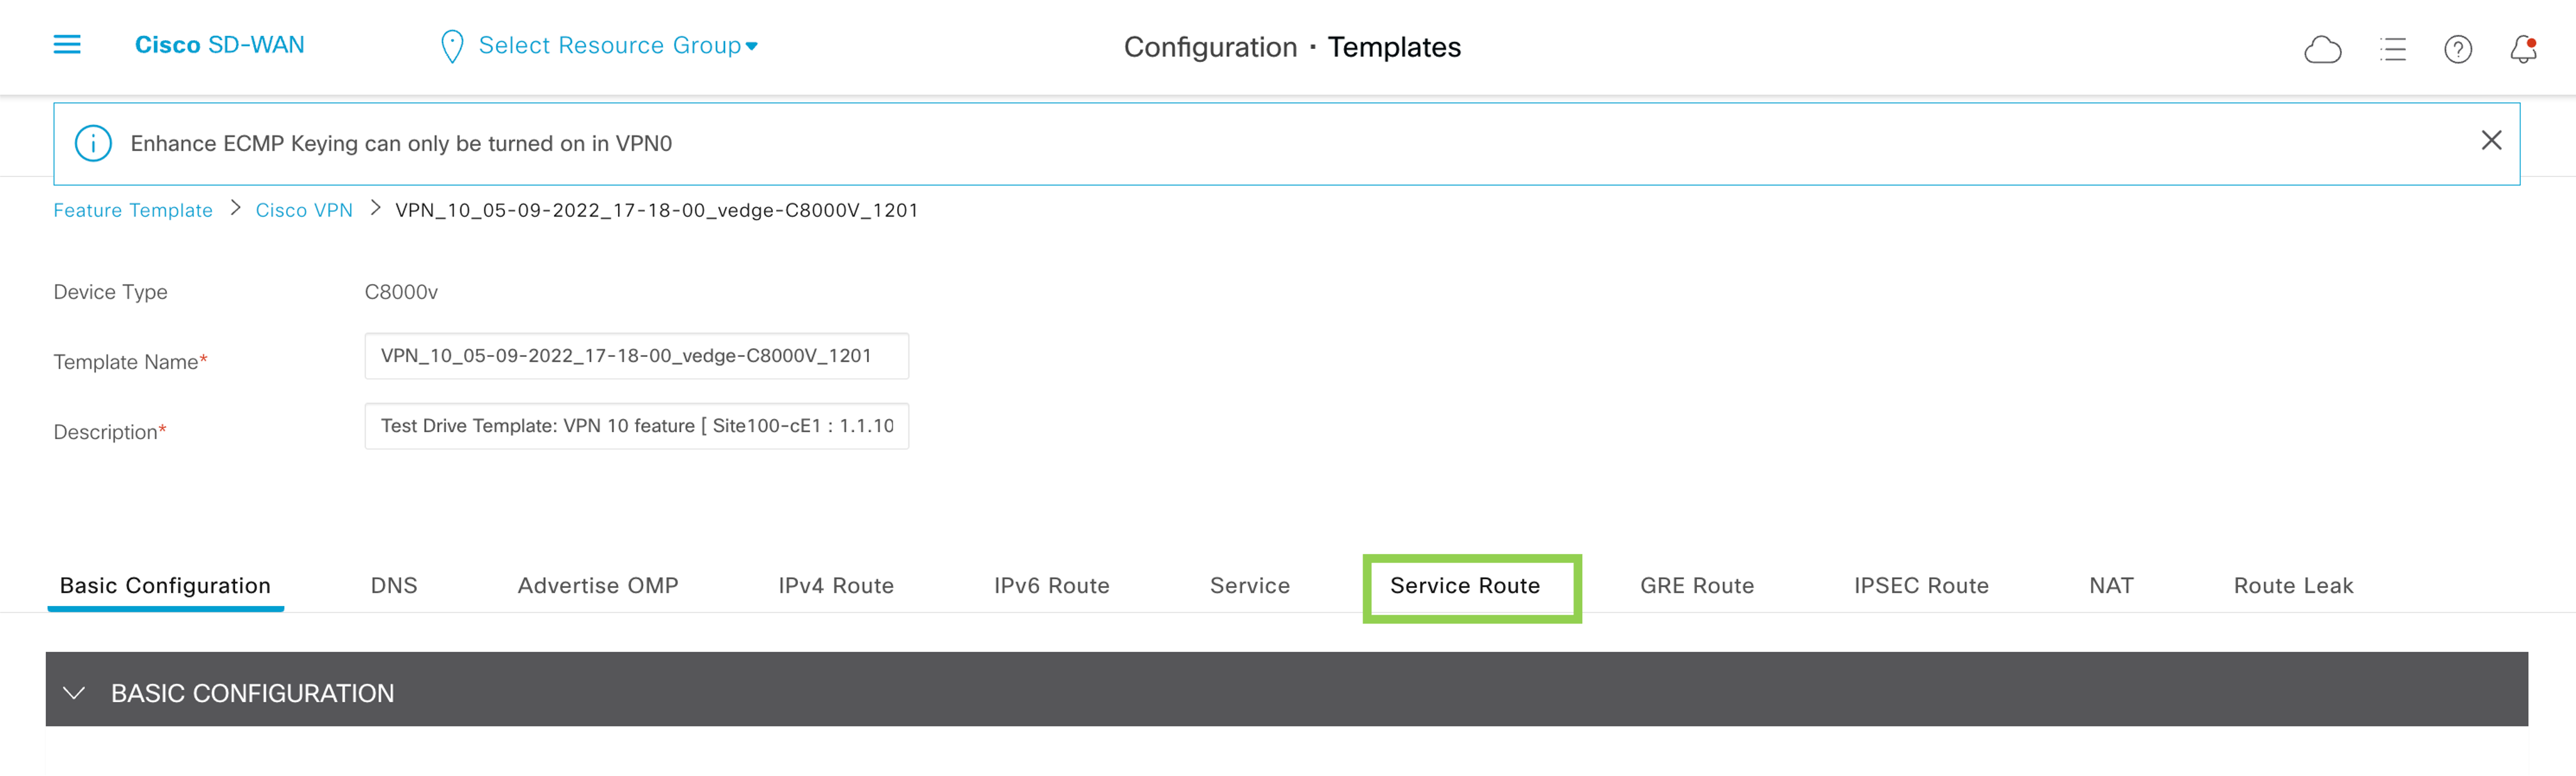 Cisco SD-WAN
Select Resource Group
Configuration · Templates
Enhance ECMP Keying can only be turned on in VPN0
Feature Template > Cisco VPN > VPN_10_05-09-2022_17-18-00_vedge-C8000V_1201
Device Type C8000v
Template Name* VPN_10_05-09-2022_17-18-00_vedge-C8000V_1201
Description* Test Drive Template: VPN 10 feature [ Site100-cE1 : 1.1.10
Basic Configuration DNS Advertise OMP IPv4 Route IPv6 Route Service Service Route GRE Route IPSEC Route NAT Route Leak
BASIC CONFIGURATION